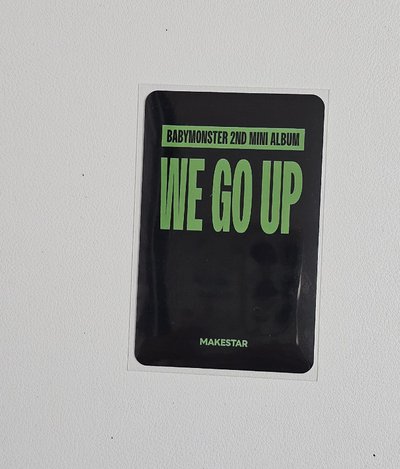 BABYMONSTER 2ND MINI ALBUM
WE GO UP
MAKESTAR